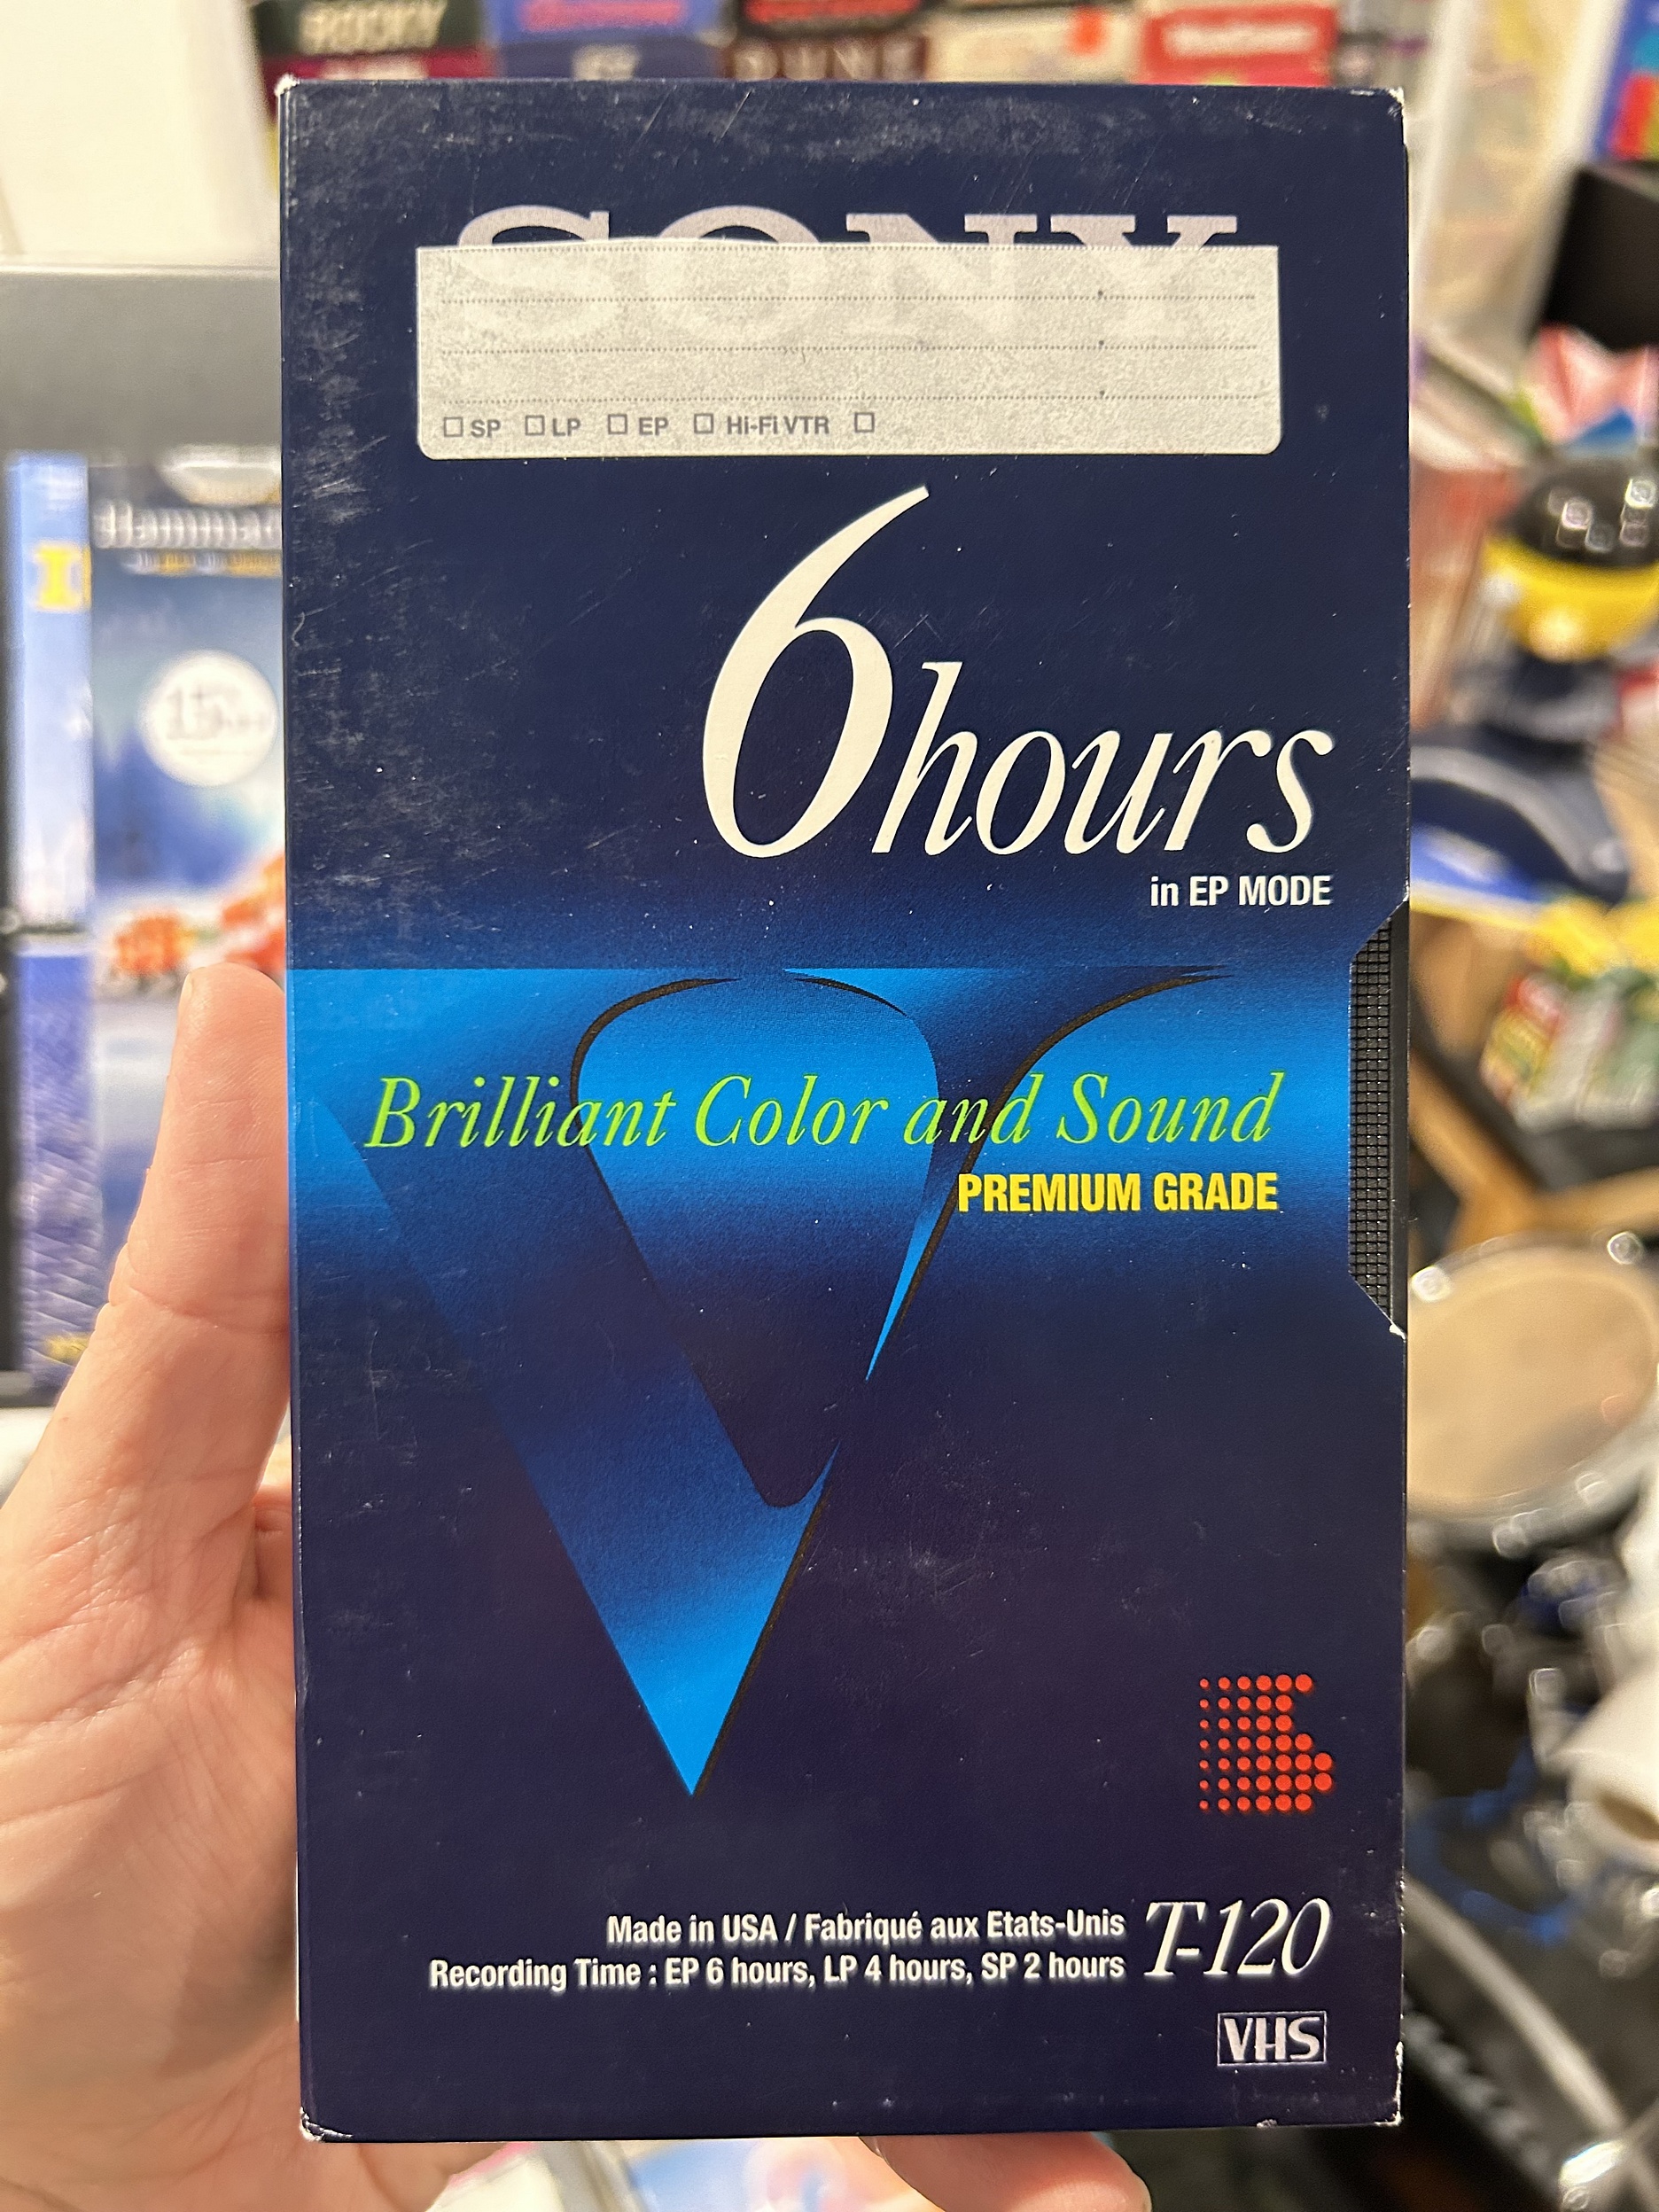 ROCKY
DUNE
SONY
☐ SP ☐ LP ☐ EP ☐ Hi-Fi VTR ☐
6 hours
in EP MODE
Brilliant Color and Sound
PREMIUM GRADE
Made in USA / Fabriqué aux Etats-Unis
Recording Time : EP 6 hours, LP 4 hours, SP 2 hours
T-120
VHS